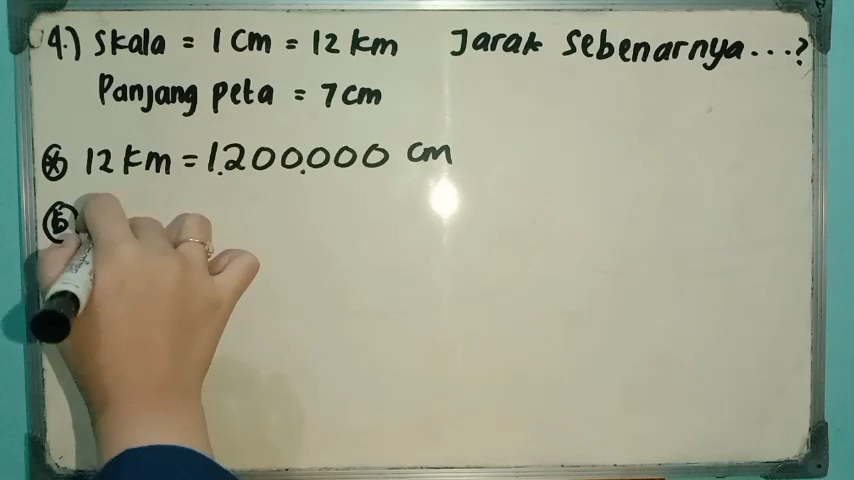 4.) Skala = 1 cm = 12 km Jarak Sebenarnya...?
Panjang peta = 7 cm
12 km = 1.200.000 cm